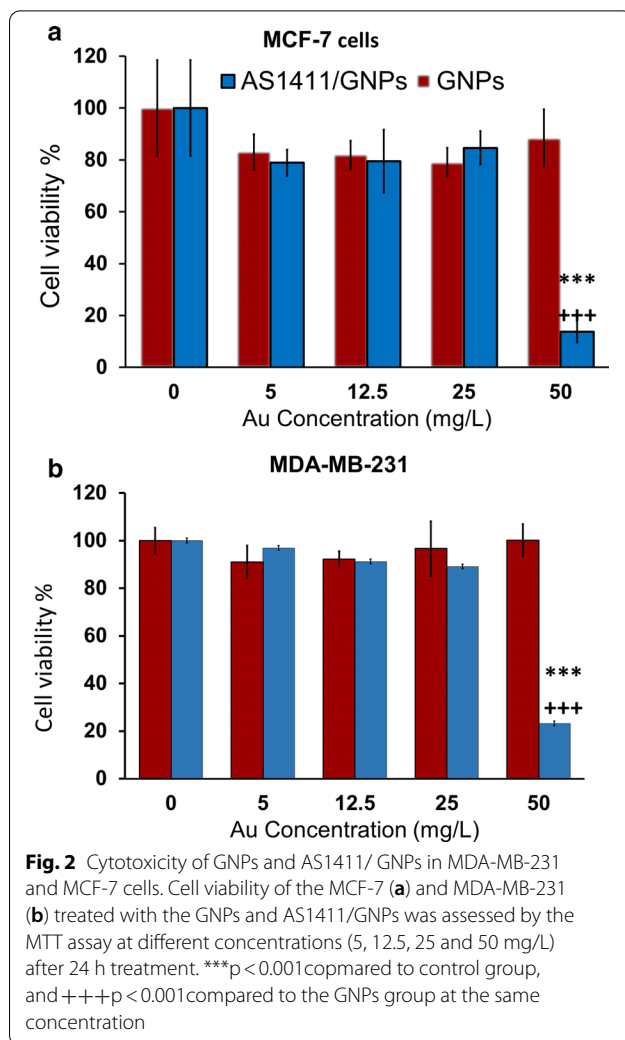 a
MCF-7 cells
AS1411/GNPs GNPs
120
100
80
60
40
20
0
Cell viability %
***
+++
0 5 12.5 25 50
Au Concentration (mg/L)
b
MDA-MB-231
120
100
80
60
40
20
0
Cell viability %
***
+++
0 5 12.5 25 50
Au Concentration (mg/L)
Fig. 2 Cytotoxicity of GNPs and AS1411/ GNPs in MDA-MB-231
and MCF-7 cells. Cell viability of the MCF-7 (a) and MDA-MB-231
(b) treated with the GNPs and AS1411/GNPs was assessed by the
MTT assay at different concentrations (5, 12.5, 25 and 50 mg/L)
after 24 h treatment. ***p < 0.001copmared to control group,
and +++p < 0.001compared to the GNPs group at the same
concentration